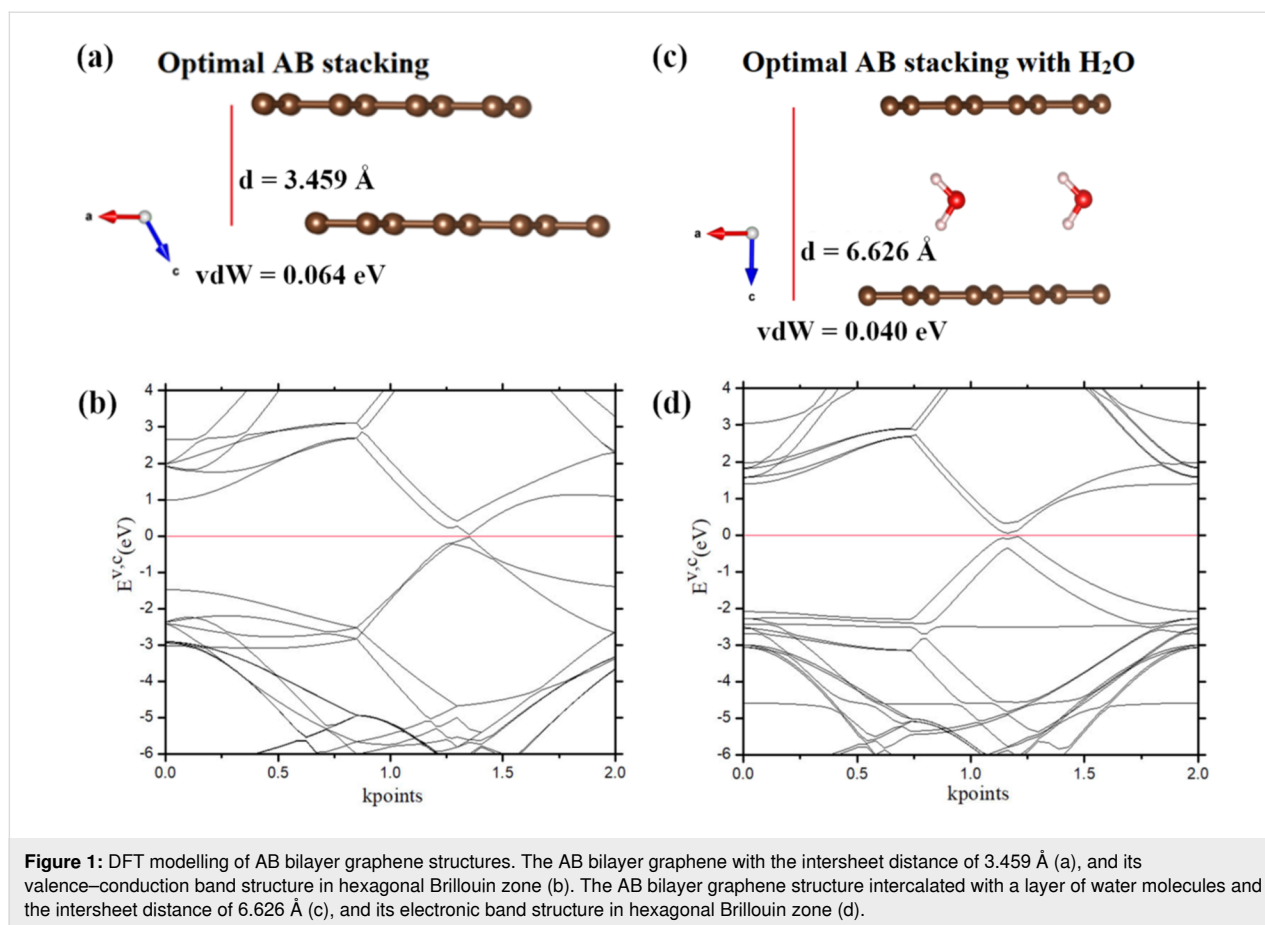 (a) Optimal AB stacking
d = 3.459 Å
a
c
vdW = 0.064 eV
(c) Optimal AB stacking with H₂O
a
d = 6.626 Å
c
vdW = 0.040 eV
(b)
4
3
2
1
0
-1
-2
-3
-4
-5
-6
E^{v,c}(eV)
0.0 0.5 1.0 1.5 2.0
kpoints
(d)
4
3
2
1
0
-1
-2
-3
-4
-5
-6
E^{v,c}(eV)
0.0 0.5 1.0 1.5 2.0
kpoints
Figure 1: DFT modelling of AB bilayer graphene structures. The AB bilayer graphene with the intersheet distance of 3.459 Å (a), and its
valence–conduction band structure in hexagonal Brillouin zone (b). The AB bilayer graphene structure intercalated with a layer of water molecules and
the intersheet distance of 6.626 Å (c), and its electronic band structure in hexagonal Brillouin zone (d).